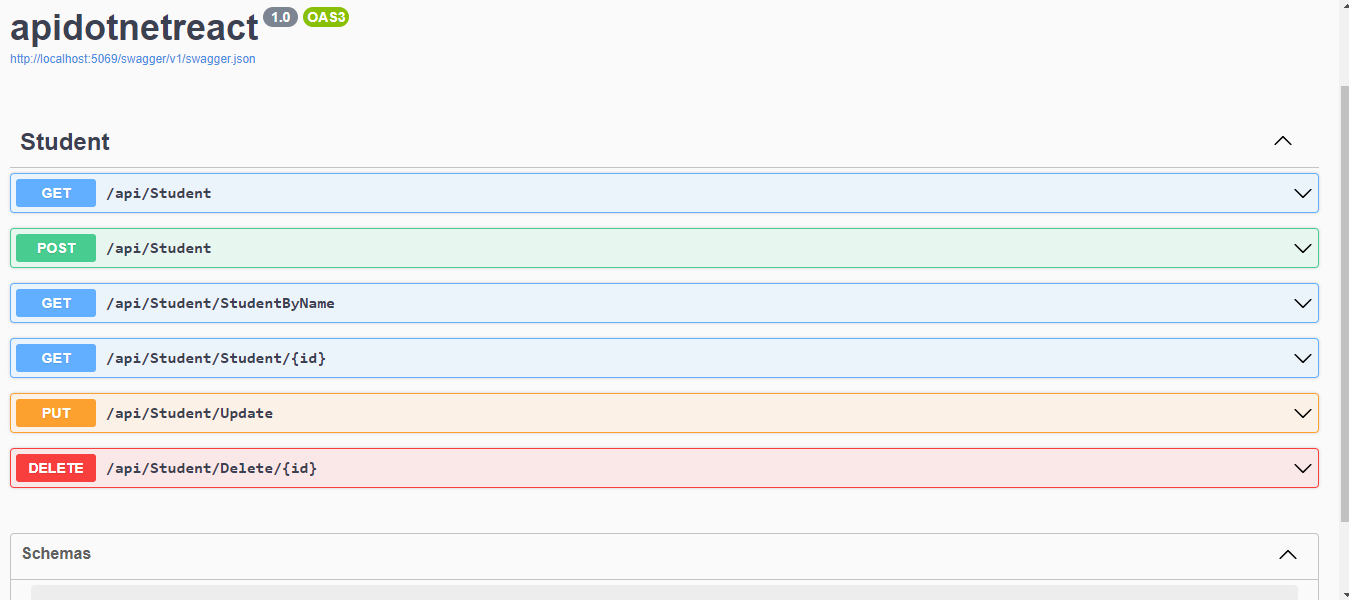 apidotnetreact 1.0 OAS3
http://localhost:5069/swagger/v1/swagger.json
Student
GET /api/Student
POST /api/Student
GET /api/Student/StudentByName
GET /api/Student/Student/{id}
PUT /api/Student/Update
DELETE /api/Student/Delete/{id}
Schemas